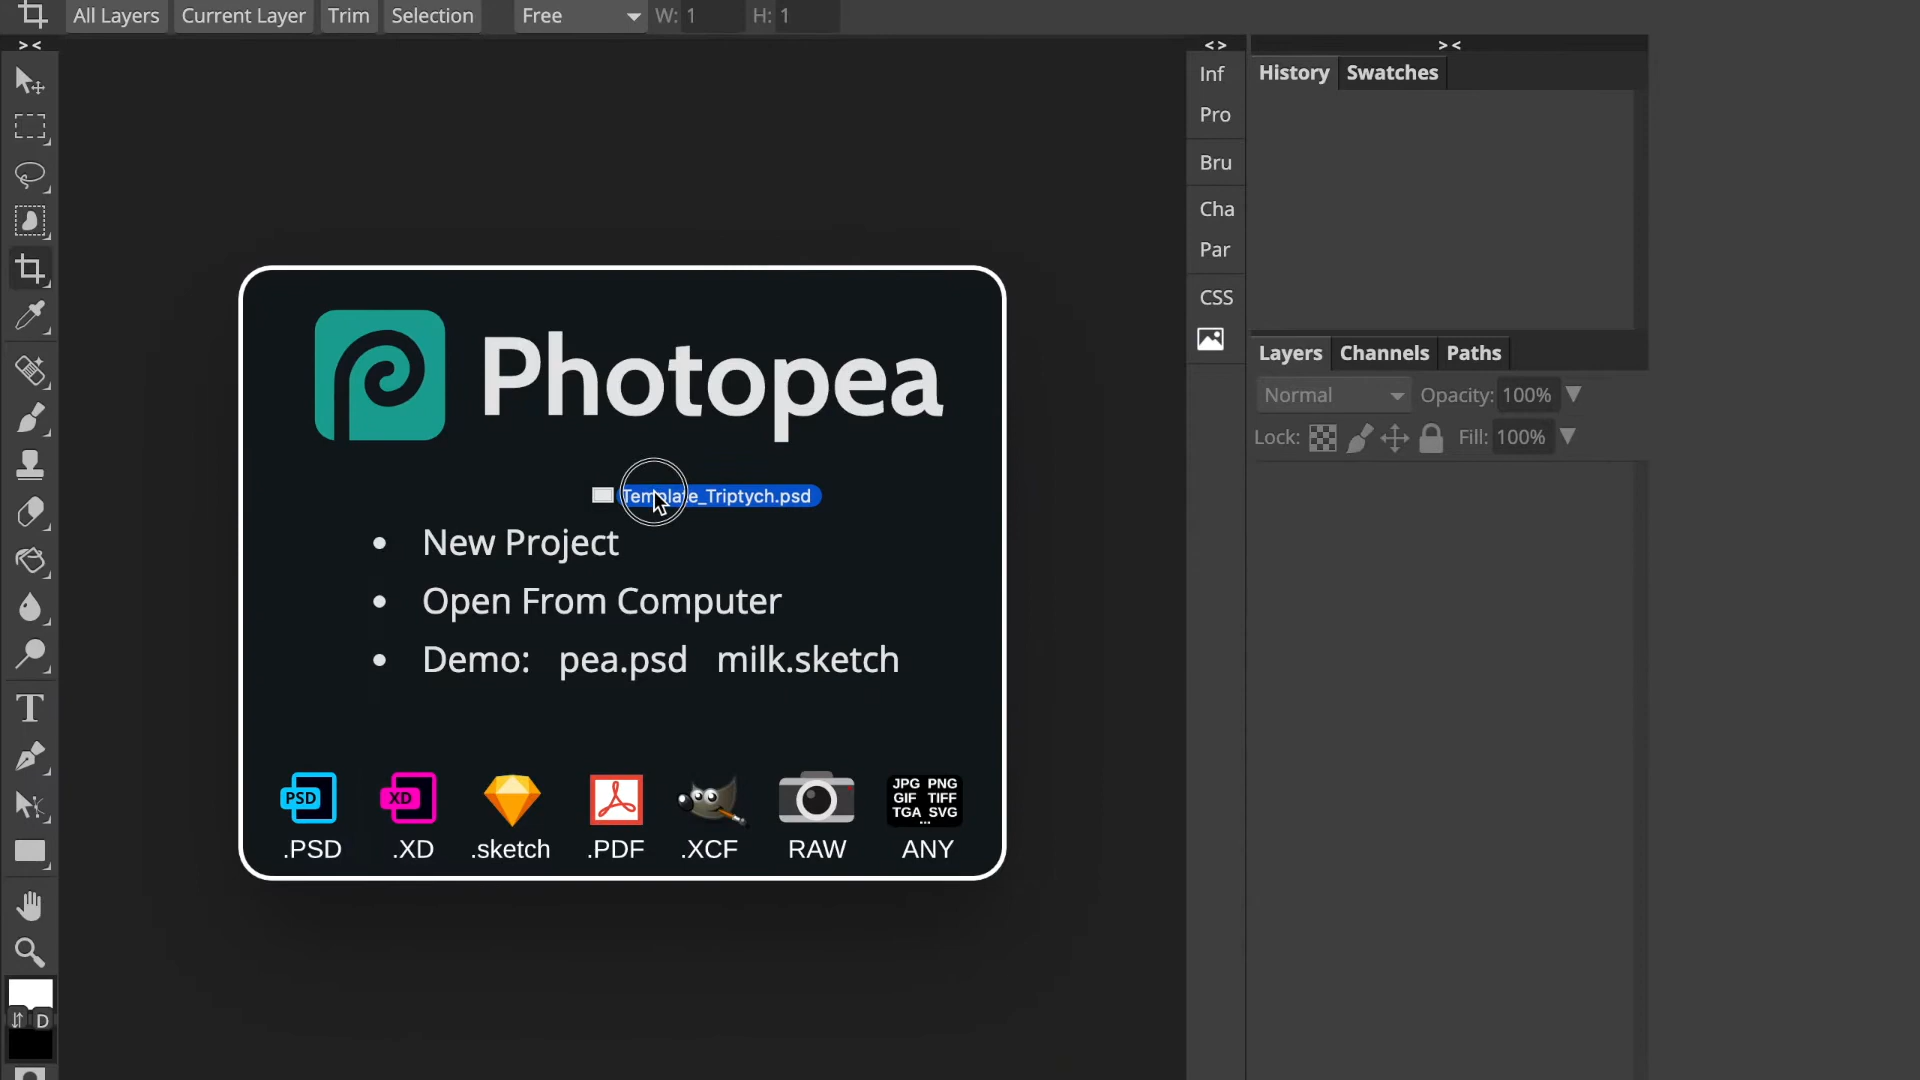 All Layers Current Layer Trim Selection Free W: 1 H: 1
> < < > > <
Inf
Pro
Bru
Cha
Par
CSS
History Swatches
Layers Channels Paths
Normal Opacity: 100%
Lock: Fill: 100%
Photopea
Template_Triptych.psd
• New Project
• Open From Computer
• Demo: pea.psd milk.sketch
PSD XD JPG PNG
GIF TIFF
TGA SVG
...
.PSD .XD .sketch .PDF .XCF RAW ANY
T
D